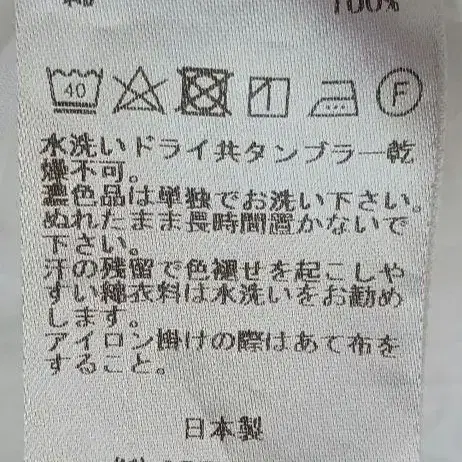 綿 100%
40 F
水洗いドライ共タンブラー乾
燥不可。
濃色品は単独でお洗い下さい。
ぬれたまま長時間置かないで
下さい。
汗の残留で色褪せを起こしや
すい綿衣料は水洗いをお勧め
します。
アイロン掛けの際はあて布を
すること。
日本製